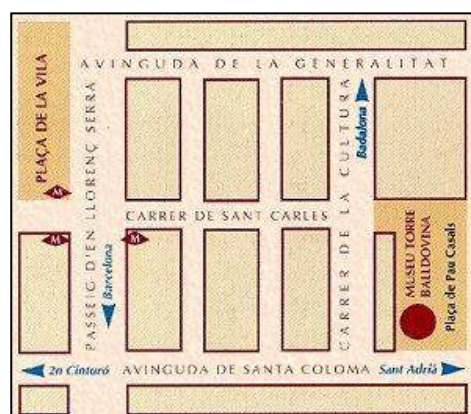 AVINGUDA DE LA GENERALITAT
PLAÇA DE LA VILA
PASSEIG D'EN LLORENÇ SERRA
Badalona
CARRER DE LA CULTURA
M
CARRER DE SANT CARLES
M
M
Barcelona
MUSEU TORRE
BALLDOVINA
Plaça de Pau Casals
2n Cinturó
AVINGUDA DE SANTA COLOMA
Sant Adrià